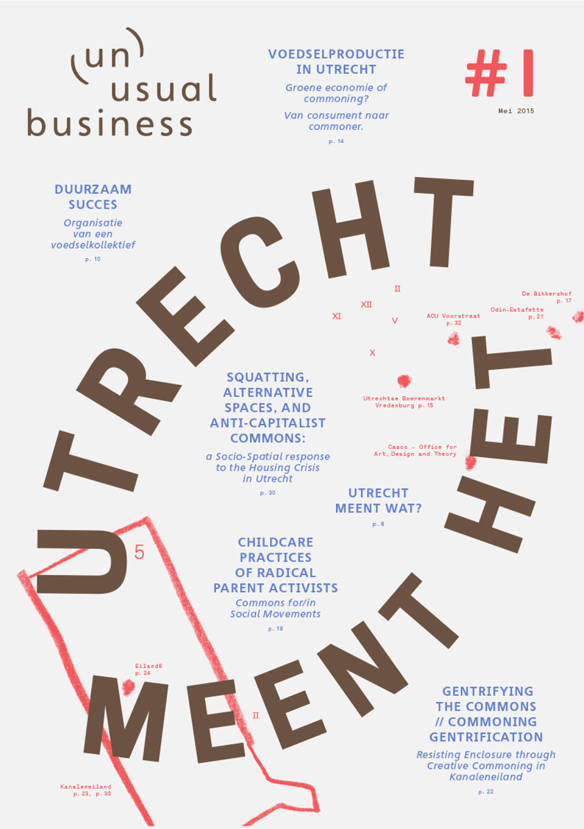 (un)
usual
business
VOEDSELPRODUCTIE
IN UTRECHT
Groene economie of
commoning?
Van consument naar
commoner.
p. 14
#1
Mei 2015
DUURZAAM
SUCCES
Organisatie
van een
voedselkollektief
p. 10
UTRECHT
HET
MEENT
II
XII
XI
V
X
De Bikkershof
p. 17
Odin-Estafette
p.21
ACU Voorstraat
p. 32
Utrechtse Boerenmarkt
Vredenburg p. 15
Casco - Office for
Art, Design and Theory
SQUATTING,
ALTERNATIVE
SPACES, AND
ANTI-CAPITALIST
COMMONS:
a Socio-Spatial response
to the Housing Crisis
in Utrecht
p. 30
UTRECHT
MEENT WAT?
p. 6
CHILDCARE
PRACTICES
OF RADICAL
PARENT ACTIVISTS
Commons for/in
Social Movements
p. 18
5
Eiland8
p. 24
II
Kanaleneiland
p. 23, p. 30
GENTRIFYING
THE COMMONS
// COMMONING
GENTRIFICATION
Resisting Enclosure through
Creative Commoning in
Kanaleneiland
p. 22